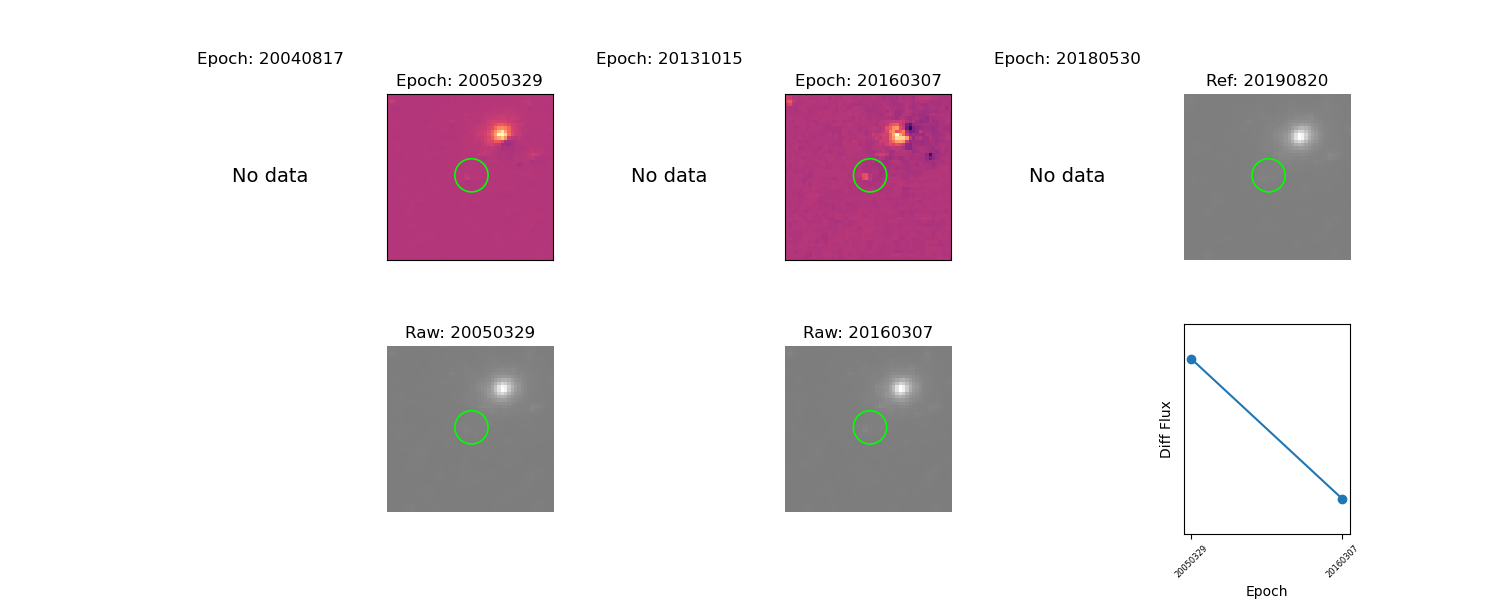 Epoch: 20040817
Epoch: 20131015
Epoch: 20180530
Epoch: 20050329
Epoch: 20160307
Ref: 20190820
No data
No data
No data
Raw: 20050329
Raw: 20160307
Diff Flux
20050329
20160307
Epoch